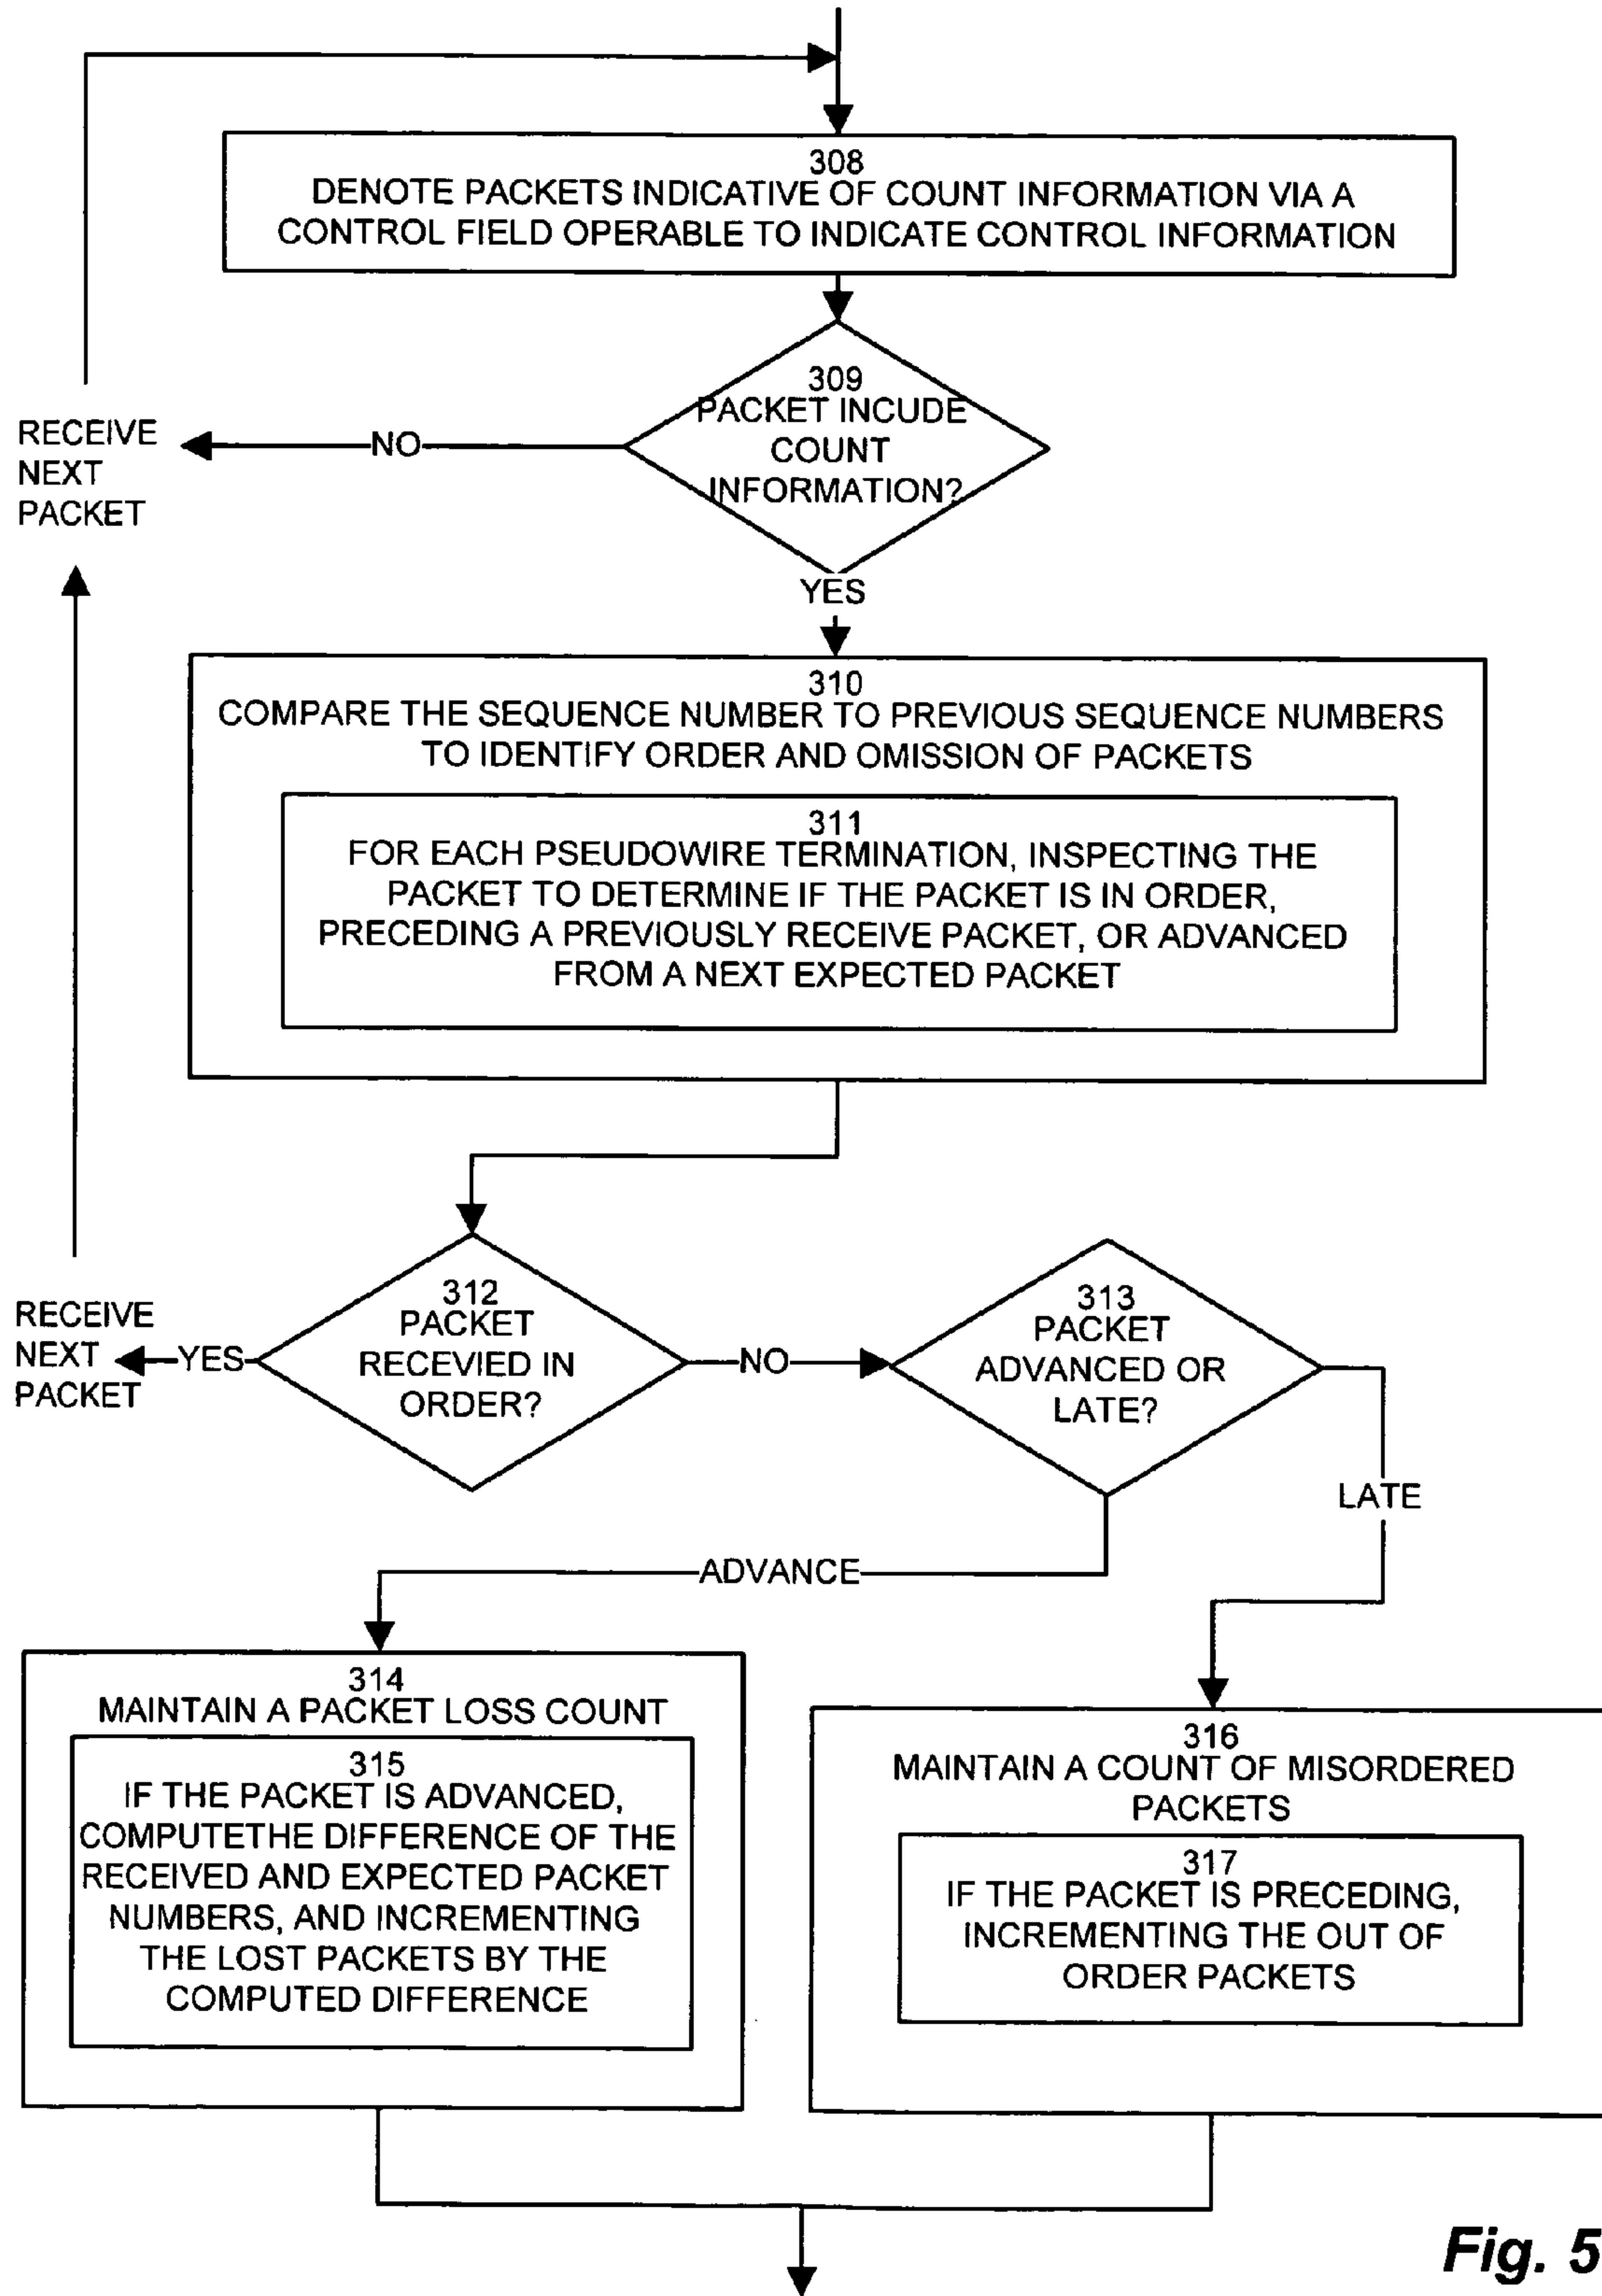 308
DENOTE PACKETS INDICATIVE OF COUNT INFORMATION VIA A
CONTROL FIELD OPERABLE TO INDICATE CONTROL INFORMATION
309
PACKET INCUDE
COUNT
INFORMATION?
NO
RECEIVE
NEXT
PACKET
YES
310
COMPARE THE SEQUENCE NUMBER TO PREVIOUS SEQUENCE NUMBERS
TO IDENTIFY ORDER AND OMISSION OF PACKETS
311
FOR EACH PSEUDOWIRE TERMINATION, INSPECTING THE
PACKET TO DETERMINE IF THE PACKET IS IN ORDER,
PRECEDING A PREVIOUSLY RECEIVE PACKET, OR ADVANCED
FROM A NEXT EXPECTED PACKET
312
PACKET
RECEVIED IN
ORDER?
YES
RECEIVE
NEXT
PACKET
NO
313
PACKET
ADVANCED OR
LATE?
LATE
ADVANCE
314
MAINTAIN A PACKET LOSS COUNT
315
IF THE PACKET IS ADVANCED,
COMPUTETHE DIFFERENCE OF THE
RECEIVED AND EXPECTED PACKET
NUMBERS, AND INCREMENTING
THE LOST PACKETS BY THE
COMPUTED DIFFERENCE
316
MAINTAIN A COUNT OF MISORDERED
PACKETS
317
IF THE PACKET IS PRECEDING,
INCREMENTING THE OUT OF
ORDER PACKETS
Fig. 5